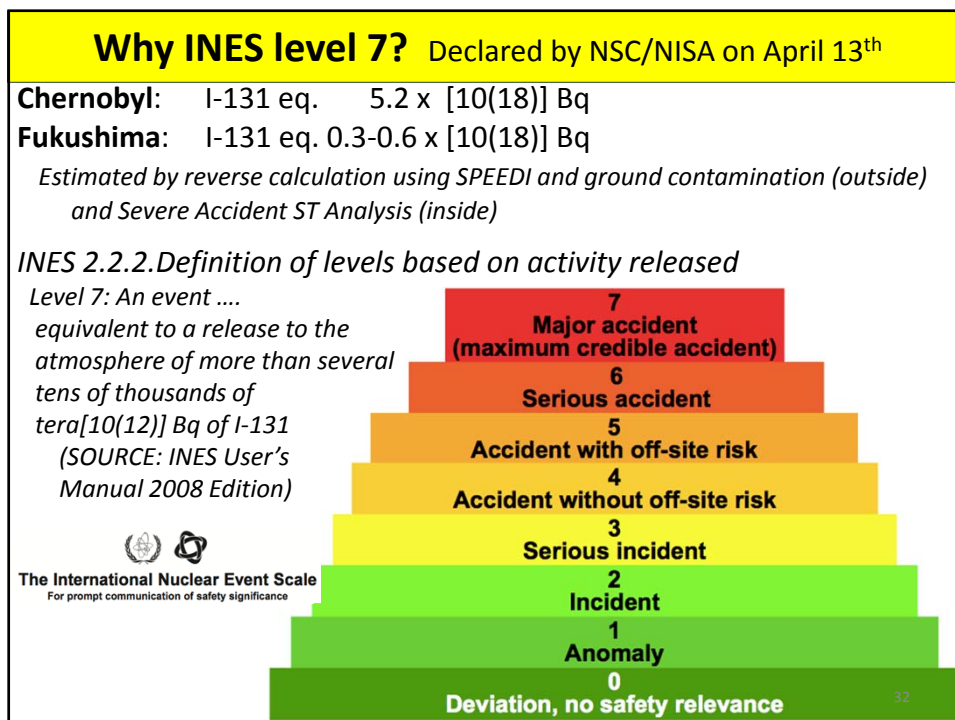 Why INES level 7? Declared by NSC/NISA on April 13th
Chernobyl: I-131 eq. 5.2 x [10(18)] Bq
Fukushima: I-131 eq. 0.3-0.6 x [10(18)] Bq
Estimated by reverse calculation using SPEEDI and ground contamination (outside)
and Severe Accident ST Analysis (inside)
INES 2.2.2.Definition of levels based on activity released
Level 7: An event ....
equivalent to a release to the
atmosphere of more than several
tens of thousands of
tera[10(12)] Bq of I-131
(SOURCE: INES User's
Manual 2008 Edition)
The International Nuclear Event Scale
For prompt communication of safety significance
7
Major accident
(maximum credible accident)
6
Serious accident
5
Accident with off-site risk
4
Accident without off-site risk
3
Serious incident
2
Incident
1
Anomaly
0
Deviation, no safety relevance
32